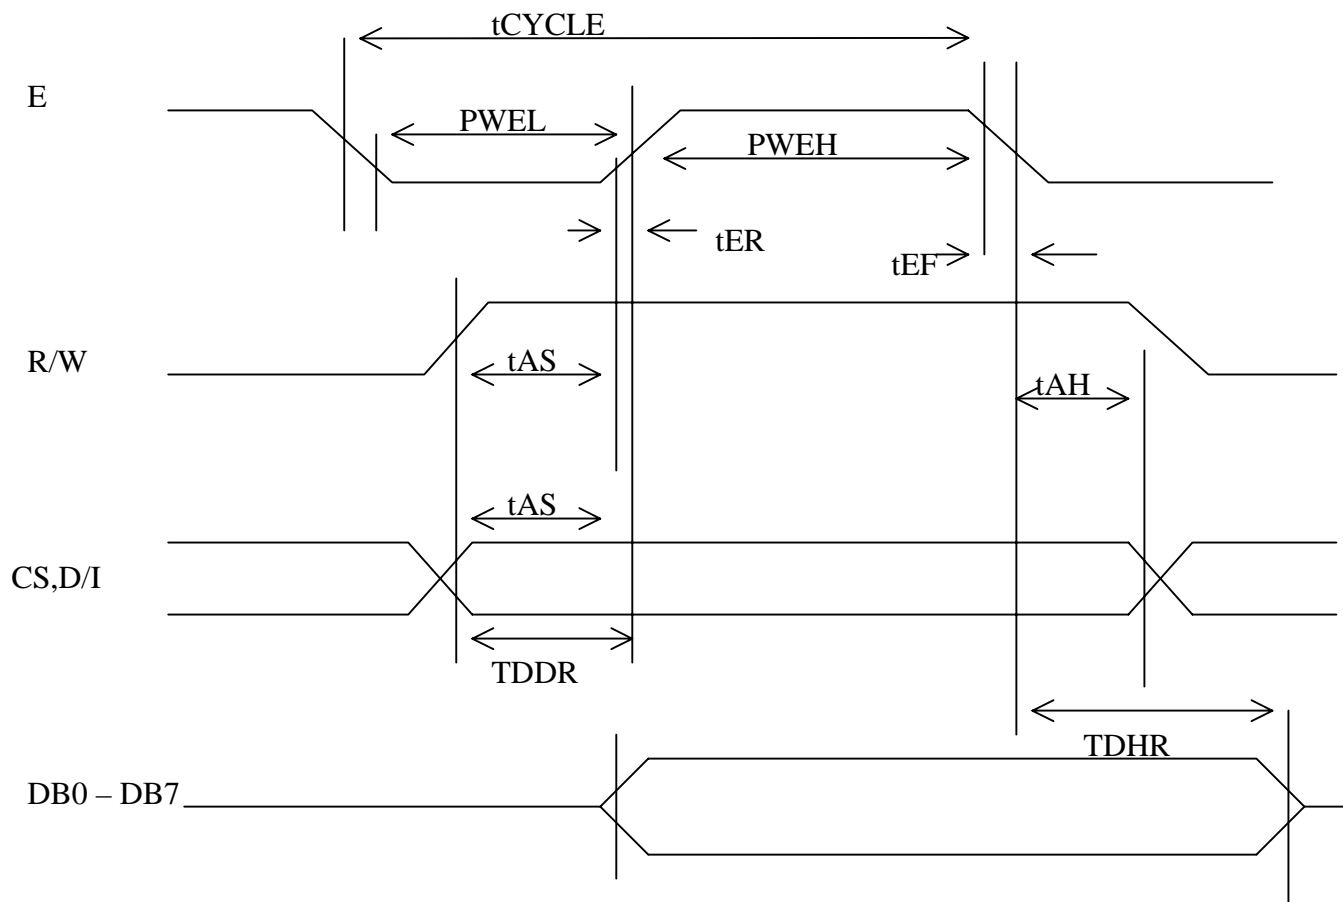 tCYCLE
E
PWEL
PWEH
tER
tEF
R/W
tAS
tAH
tAS
CS,D/I
TDDR
TDHR
DB0 – DB7